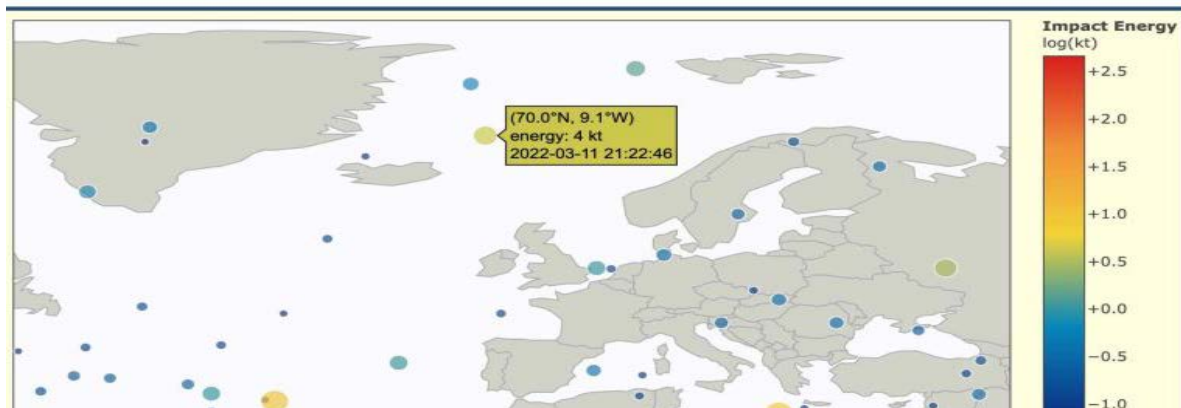 Impact Energy
log(kt)
+2.5
+2.0
+1.5
+1.0
+0.5
+0.0
−0.5
−1.0
(70.0°N, 9.1°W)
energy: 4 kt
2022-03-11 21:22:46